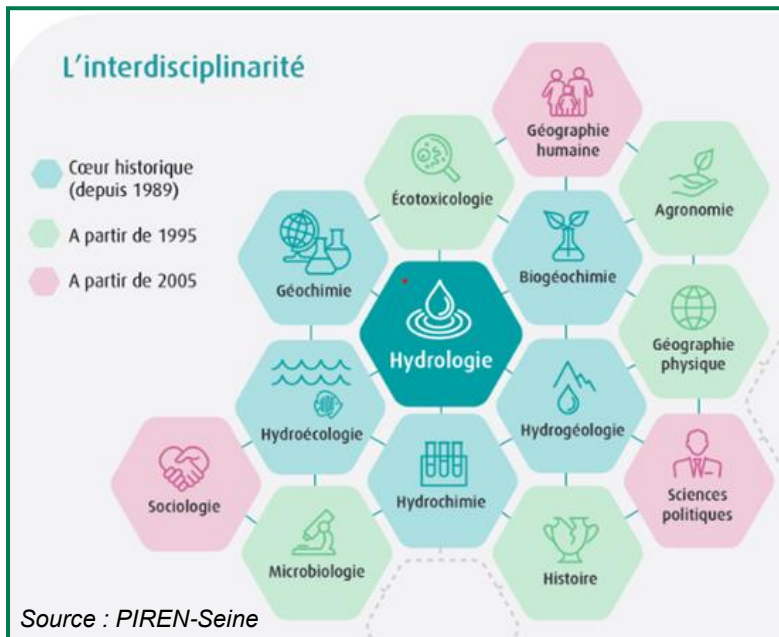 L'interdisciplinarité
Cœur historique
(depuis 1989)
A partir de 1995
A partir de 2005
Géographie
humaine
Écotoxicologie
Agronomie
Géochimie
Biogéochimie
Hydrologie
Géographie
physique
Hydroécologie
Hydrogéologie
Sociologie
Hydrochimie
Sciences
politiques
Microbiologie
Histoire
Source : PIREN-Seine